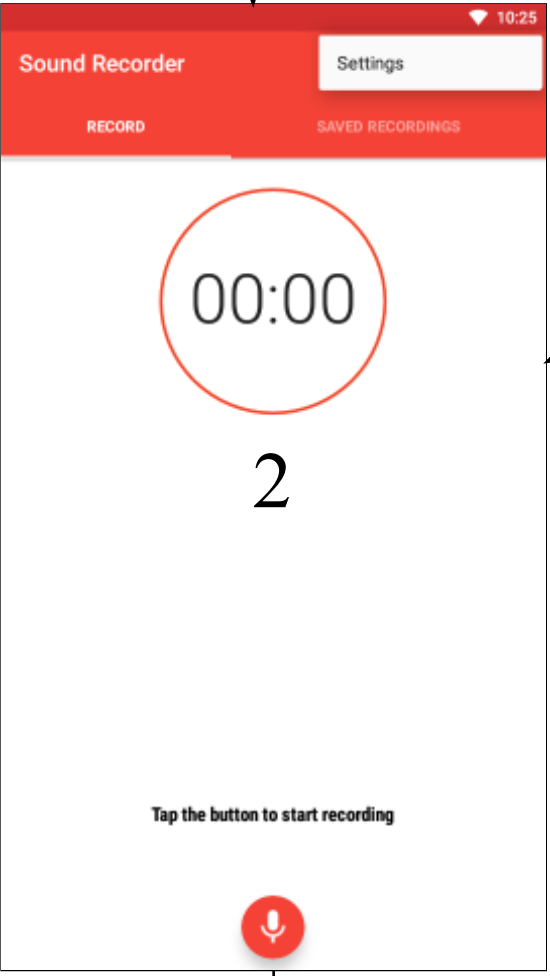 10:25
Sound Recorder
Settings
RECORD
SAVED RECORDINGS
00:00
2
Tap the button to start recording